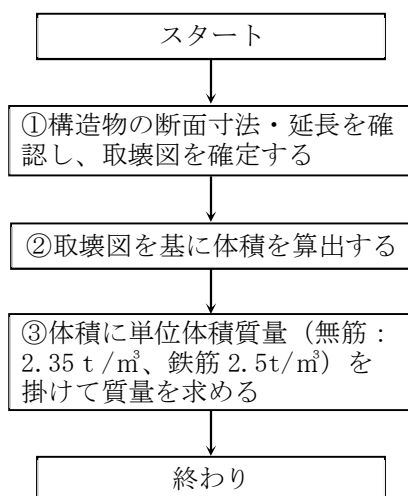 スタート
①構造物の断面寸法・延長を確
認し、取壊図を確定する
②取壊図を基に体積を算出する
③体積に単位体積質量（無筋：
2.35ｔ/㎥、鉄筋2.5t/㎥）を
掛けて質量を求める
終わり